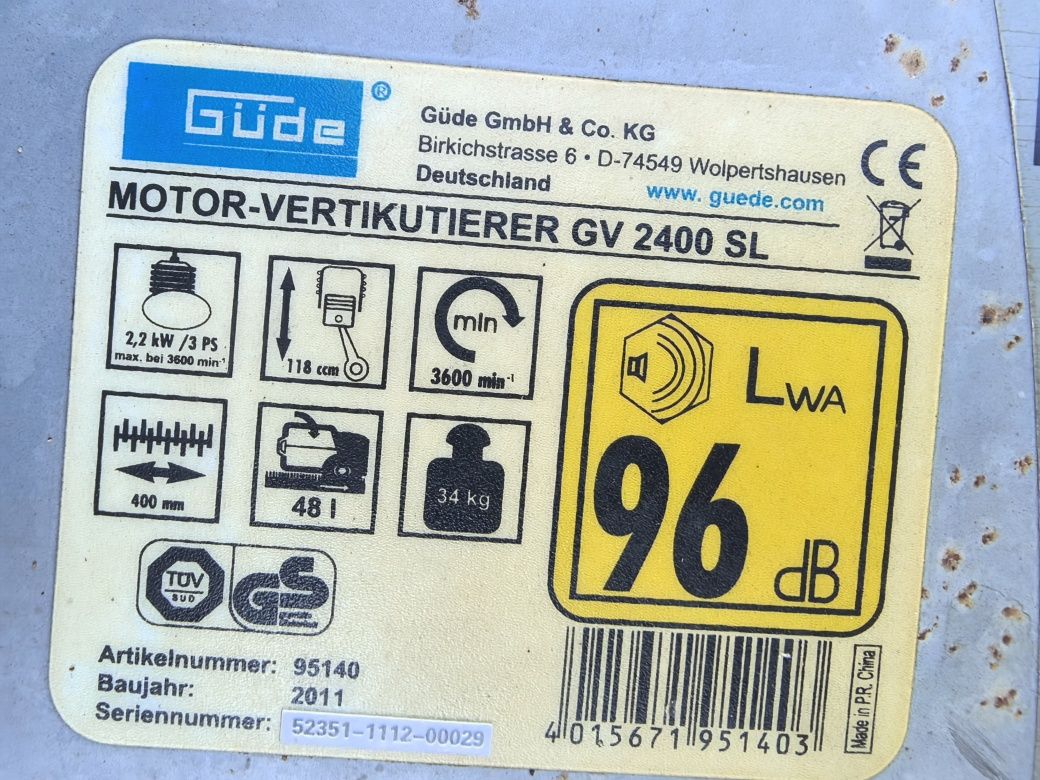 Güde ®
Güde GmbH & Co. KG
Birkichstrasse 6 • D-74549 Wolpertshausen
Deutschland
www. guede.com
CE
MOTOR-VERTIKUTIERER GV 2400 SL
2,2 kW /3 PS
max. bei 3600 min⁻¹
118 ccm
min
3600 min⁻¹
LWA
96
dB
400 mm
48 l
34 kg
TÜV
SÜD
GS
Artikelnummer: 95140
Baujahr: 2011
Seriennummer: 52351-1112-00029
4 015671 951403
Made in P.R. China